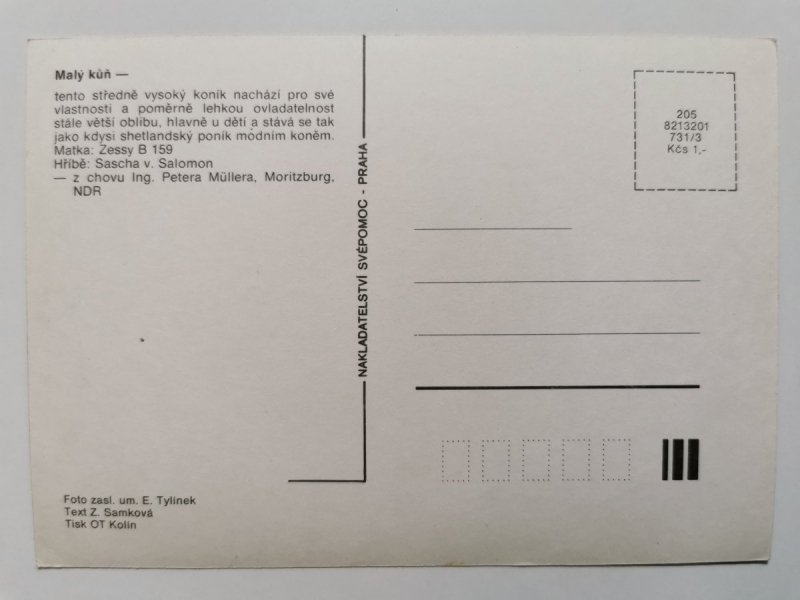 Malý kůň —
tento středně vysoký koník nachází pro své
vlastnosti a poměrně lehkou ovladatelnost
stále větší oblibu, hlavně u dětí a stává se tak
jako kdysi shetlandský poník módním koněm.
Matka: Zessy B 159
Hříbě: Sascha v. Salomon
— z chovu Ing. Petera Müllera, Moritzburg,
NDR
Foto zasl. um. E. Tylínek
Text Z. Samková
Tisk OT Kolín
NAKLADATELSTVÍ SVÉPOMOC - PRAHA
205
8213201
731/3
Kčs 1,-